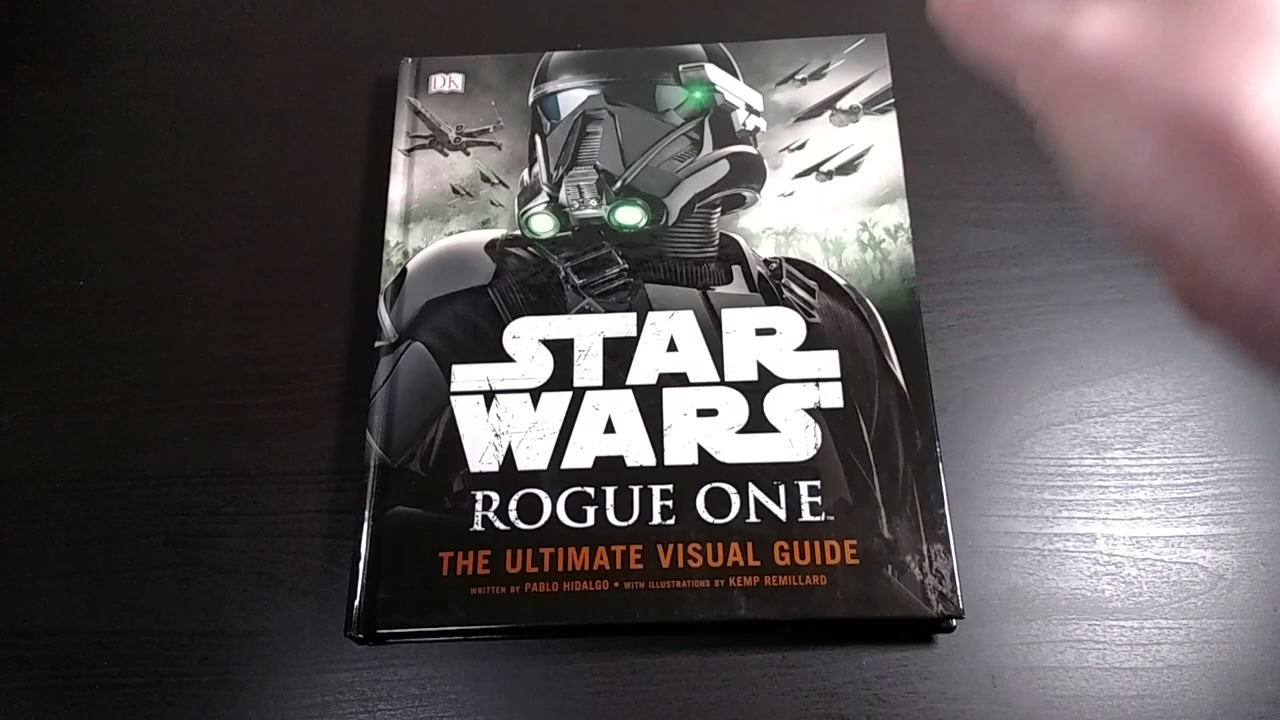 DK
STAR
WARS
ROGUE ONE™
THE ULTIMATE VISUAL GUIDE
WRITTEN BY PABLO HIDALGO • WITH ILLUSTRATIONS BY KEMP REMILLARD